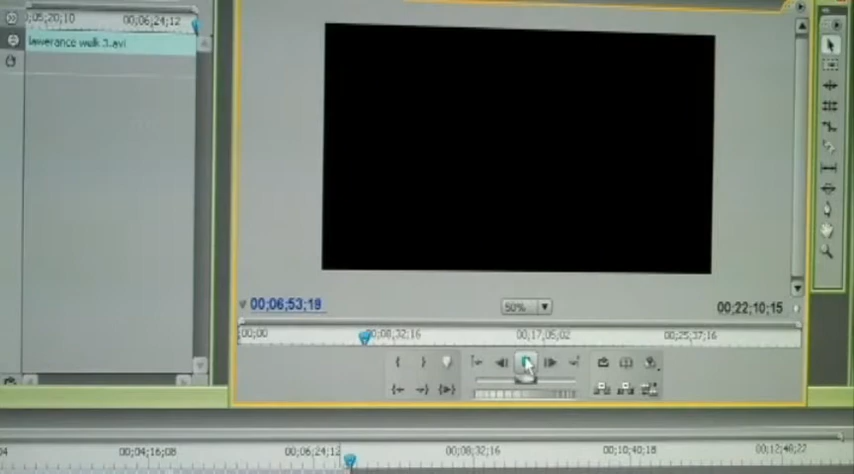 ;05;20;10 00;06;24;12
lawerance walk 3.avi
00;06;53;19 50% 00;22;10;15
;00;00 00;08;32;16 00;17;05;02 00;25;37;16
04 00;04;16;08 00;06;24;12 00;08;32;16 00;10;40;18 00;12;48;22